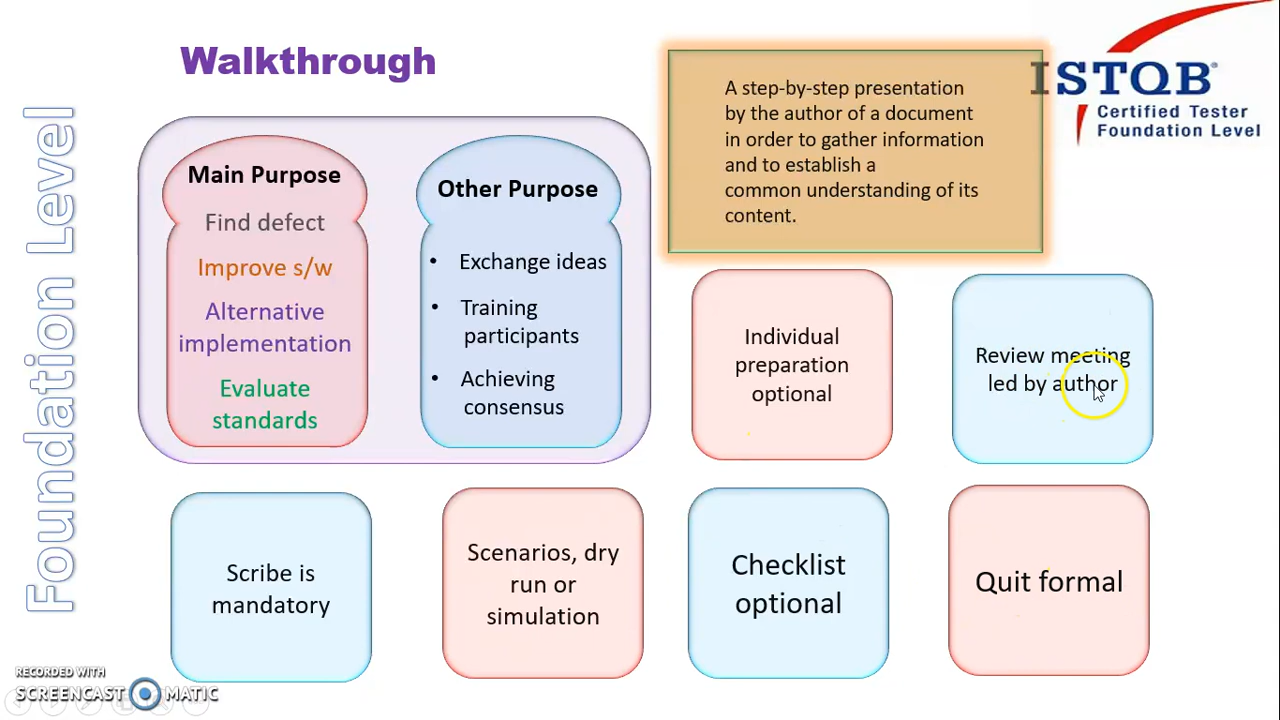 Walkthrough
Foundation Level
A step-by-step presentation
by the author of a document
in order to gather information
and to establish a
common understanding of its
content.
ISTQB®
Certified Tester
Foundation Level
Main Purpose
Find defect
Improve s/w
Alternative
implementation
Evaluate
standards
Other Purpose
• Exchange ideas
• Training
participants
• Achieving
consensus
Individual
preparation
optional
Review meeting
led by author
Scribe is
mandatory
Scenarios, dry
run or
simulation
Checklist
optional
Quit formal
RECORDED WITH
SCREENCAST MATIC